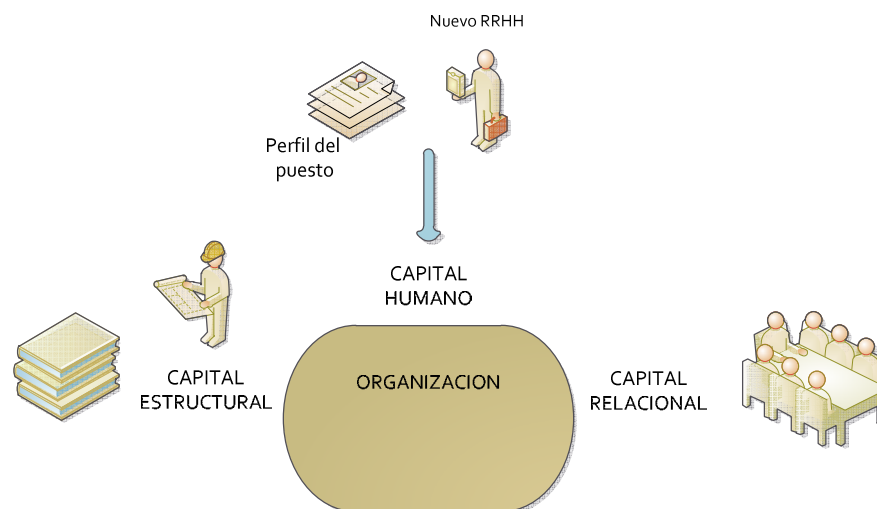 Nuevo RRHH
Perfil del
puesto
CAPITAL
HUMANO
CAPITAL
ESTRUCTURAL
ORGANIZACION
CAPITAL
RELACIONAL